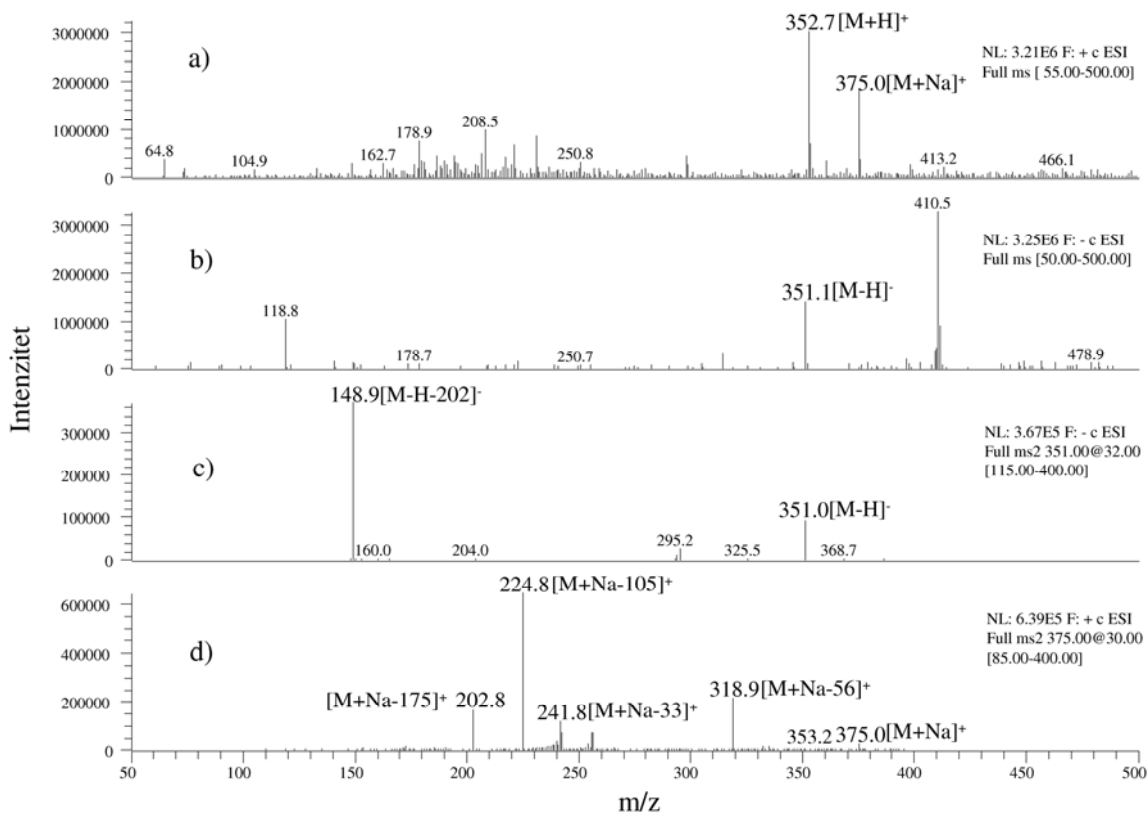 352.7[M+H]+
3000000
a)
NL: 3.21E6 F: + c ESI
Full ms [ 55.00-500.00]
375.0[M+Na]+
2000000
208.5
1000000
178.9
64.8
104.9
162.7
250.8
413.2
466.1
0
410.5
3000000
b)
NL: 3.25E6 F: - c ESI
Full ms [50.00-500.00]
2000000
351.1[M-H]-
118.8
1000000
178.7
250.7
478.9
0
148.9[M-H-202]-
300000
c)
NL: 3.67E5 F: - c ESI
Full ms2 351.00@32.00
[115.00-400.00]
200000
351.0[M-H]-
100000
160.0
204.0
295.2
325.5
368.7
0
224.8[M+Na-105]+
600000
d)
NL: 6.39E5 F: + c ESI
Full ms2 375.00@30.00
[85.00-400.00]
400000
318.9[M+Na-56]+
[M+Na-175]+ 202.8
200000
241.8[M+Na-33]+
353.2
375.0[M+Na]+
0
50
100
150
200
250
300
350
400
450
500
m/z
Intenzitet